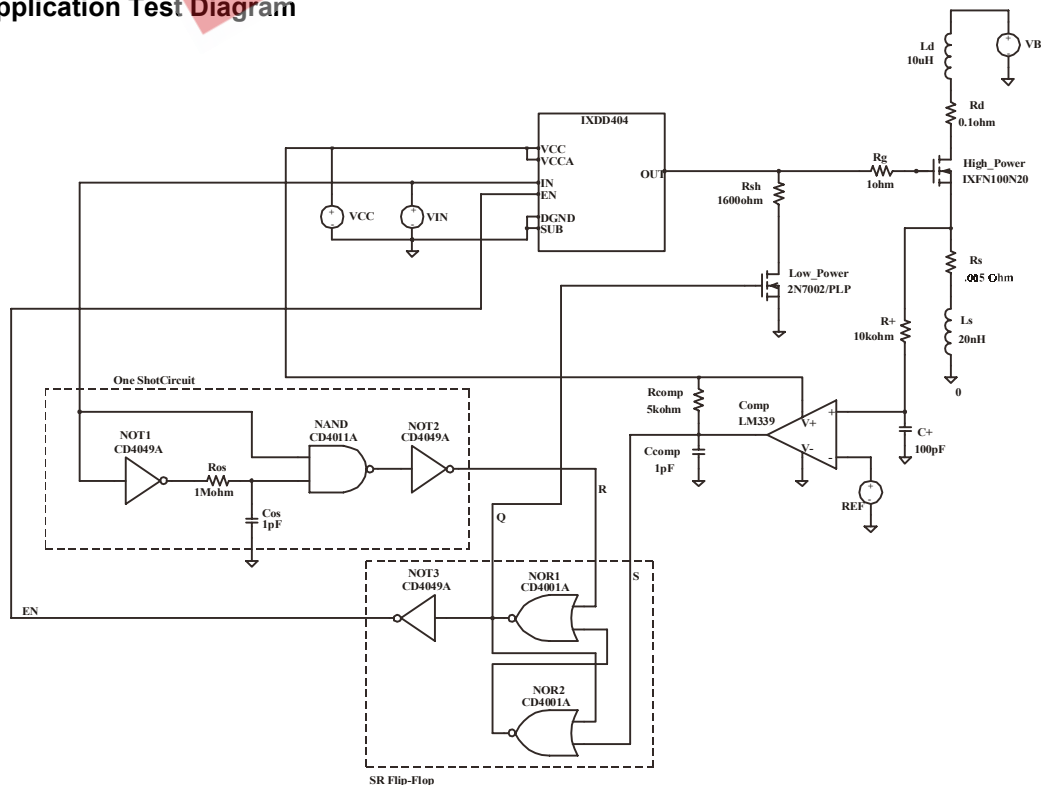 pplication Test Diagram
Ld
10uH
VB
Rd
0.1ohm
IXDD404
VCC
VCCA
IN
EN
DGND
SUB
OUT
VCC
VIN
Rg
1ohm
High_Power
IXFN100N20
Rsh
1600ohm
Low_Power
2N7002/PLP
Rs
Ohm
R+
10kohm
Ls
20nH
0
One ShotCircuit
NOT1
CD4049A
Ros
1Mohm
Cos
1pF
NAND
CD4011A
NOT2
CD4049A
Rcomp
5kohm
Comp
LM339
V+
V-
+
-
Ccomp
1pF
C+
100pF
REF
R
Q
S
EN
NOT3
CD4049A
NOR1
CD4001A
NOR2
CD4001A
SR Flip-Flop